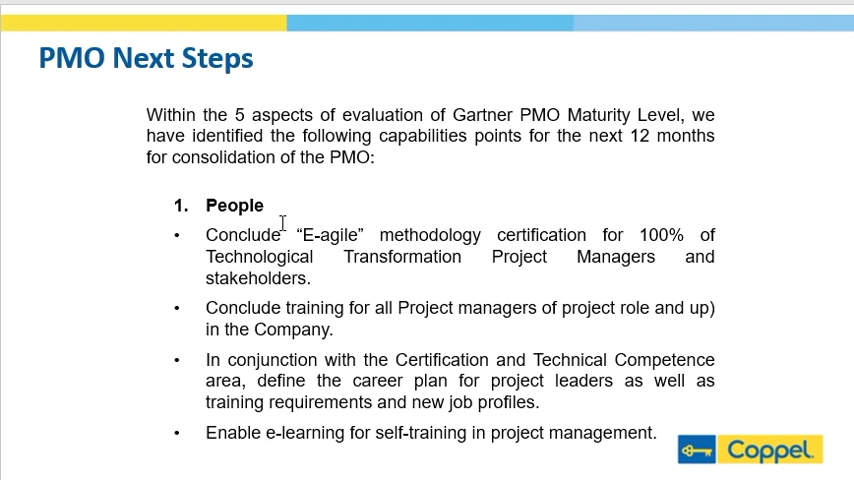 PMO Next Steps
Within the 5 aspects of evaluation of Gartner PMO Maturity Level, we
have identified the following capabilities points for the next 12 months
for consolidation of the PMO:
1. People
• Conclude “E-agile” methodology certification for 100% of
Technological Transformation Project Managers and
stakeholders.
• Conclude training for all Project managers of project role and up)
in the Company.
• In conjunction with the Certification and Technical Competence
area, define the career plan for project leaders as well as
training requirements and new job profiles.
• Enable e-learning for self-training in project management.
Coppel.